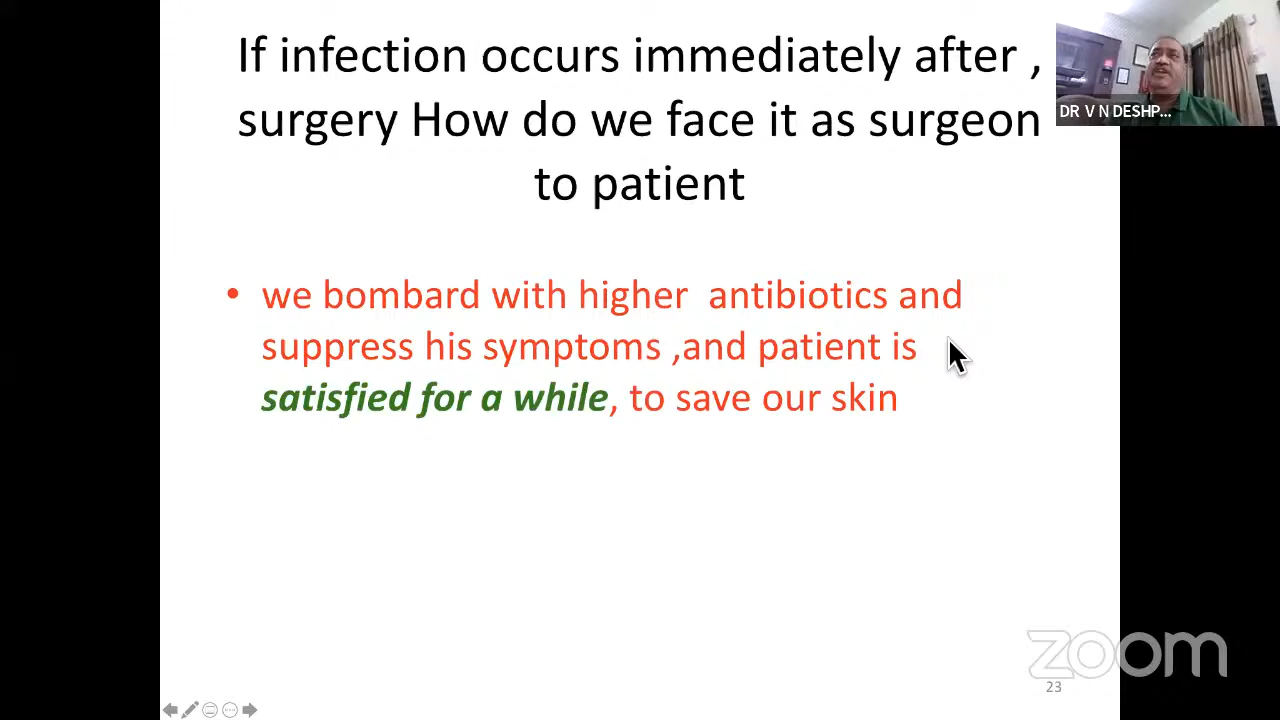 If infection occurs immediately after ,
surgery How do we face it as surgeon
to patient
DR V N DESHP...
• we bombard with higher antibiotics and
suppress his symptoms ,and patient is
satisfied for a while, to save our skin
zoom
23